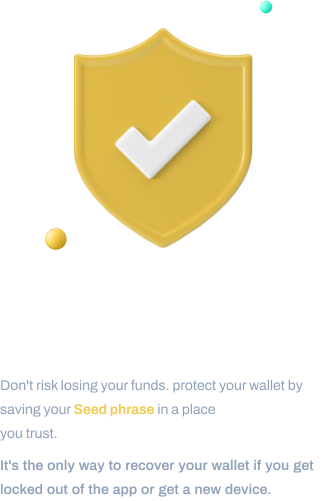 Don't risk losing your funds. protect your wallet by
saving your Seed phrase in a place
you trust.
It's the only way to recover your wallet if you get
locked out of the app or get a new device.